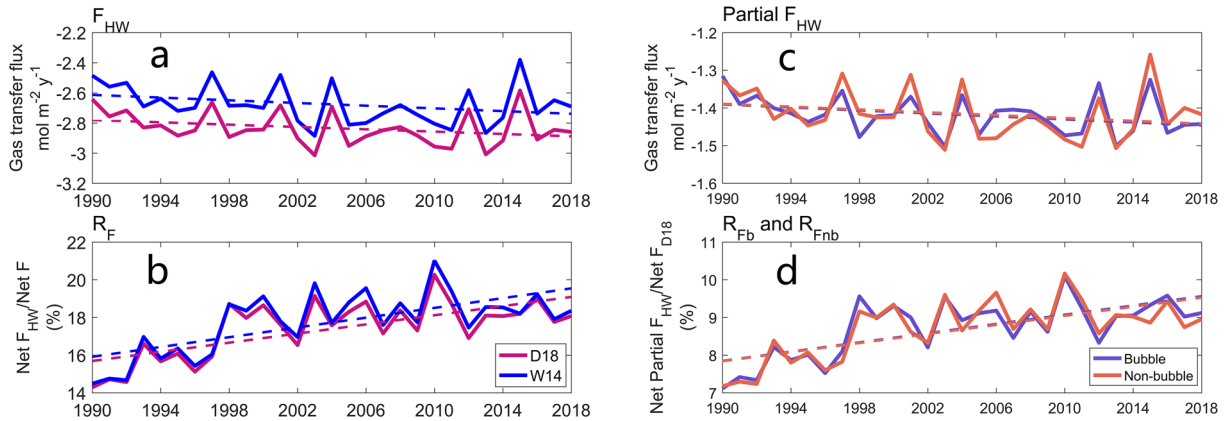 F_HW
a
Gas transfer flux
mol m⁻² y⁻¹
-2.2
-2.4
-2.6
-2.8
-3
-3.2
1990 1994 1998 2002 2006 2010 2014 2018
Partial F_HW
c
Gas transfer flux
mol m⁻² y⁻¹
-1.2
-1.3
-1.4
-1.5
-1.6
1990 1994 1998 2002 2006 2010 2014 2018
R_F
b
Net F_HW/Net F
(%)
22
20
18
16
14
D18
W14
1990 1994 1998 2002 2006 2010 2014 2018
R_Fb and R_Fnb
d
Net Partial F_HW/Net F_D18
(%)
11
10
9
8
7
Bubble
Non-bubble
1990 1994 1998 2002 2006 2010 2014 2018